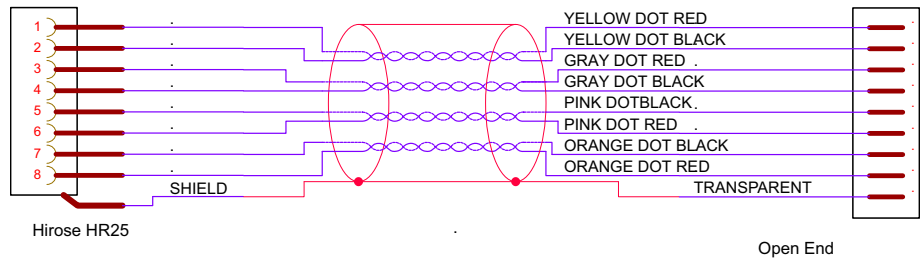 1 YELLOW DOT RED
2 YELLOW DOT BLACK
3 GRAY DOT RED
4 GRAY DOT BLACK
5 PINK DOTBLACK
6 PINK DOT RED
7 ORANGE DOT BLACK
8 ORANGE DOT RED
SHIELD TRANSPARENT
Hirose HR25
Open End